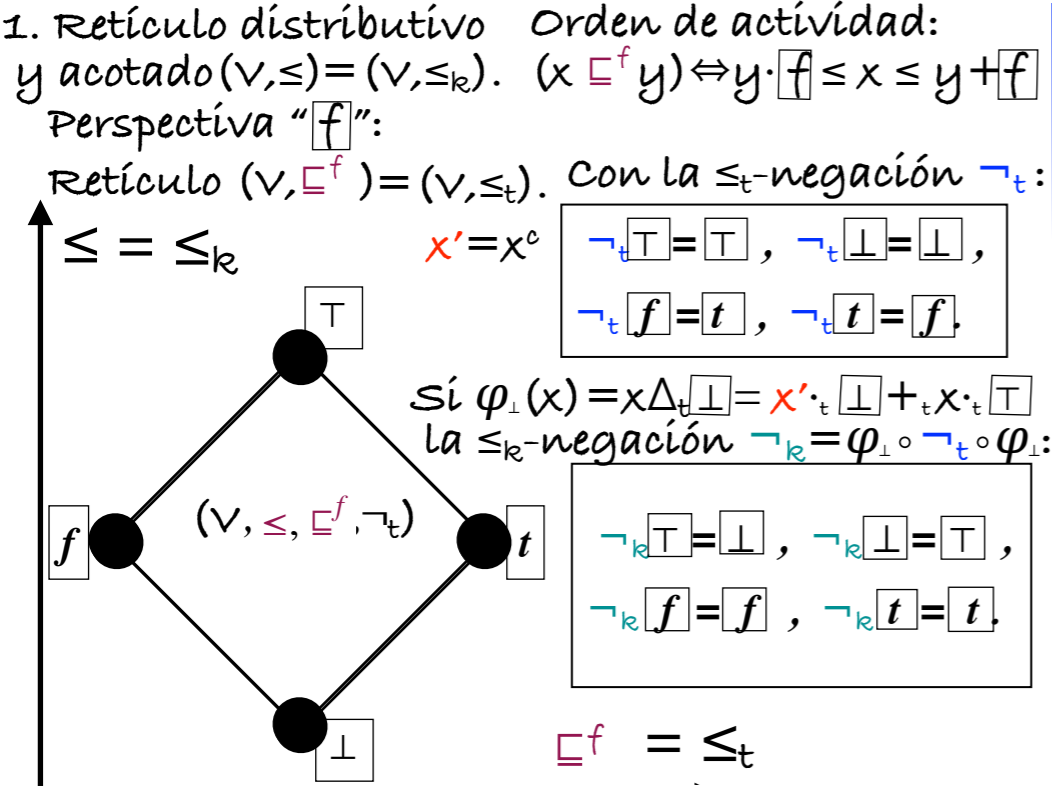 1. Retículo distributivo Orden de actividad:
y acotado (V,≤)=(V,≤ₖ). (x ⊑ᶠ y)⇔y·f ≤ x ≤ y+f
Perspectiva “f”:
Retículo (V,⊑ᶠ )=(V,≤ₜ). Con la ≤ₜ-negación ¬ₜ:
≤ = ≤ₖ x′=xᶜ ¬ₜ⊤=⊤ , ¬ₜ⊥=⊥ ,
¬ₜ f =t , ¬ₜ t = f.
⊤
Si φ⊥(x)=xΔₜ⊥= x′·ₜ ⊥+ₜx·ₜ⊤
la ≤ₖ-negación ¬ₖ=φ⊥∘¬ₜ∘φ⊥:
(V, ≤, ⊑ᶠ,¬ₜ)
f t
¬ₖ⊤=⊥ , ¬ₖ⊥=⊤ ,
¬ₖ f = f , ¬ₖ t = t.
⊥
⊑ᶠ = ≤ₜ